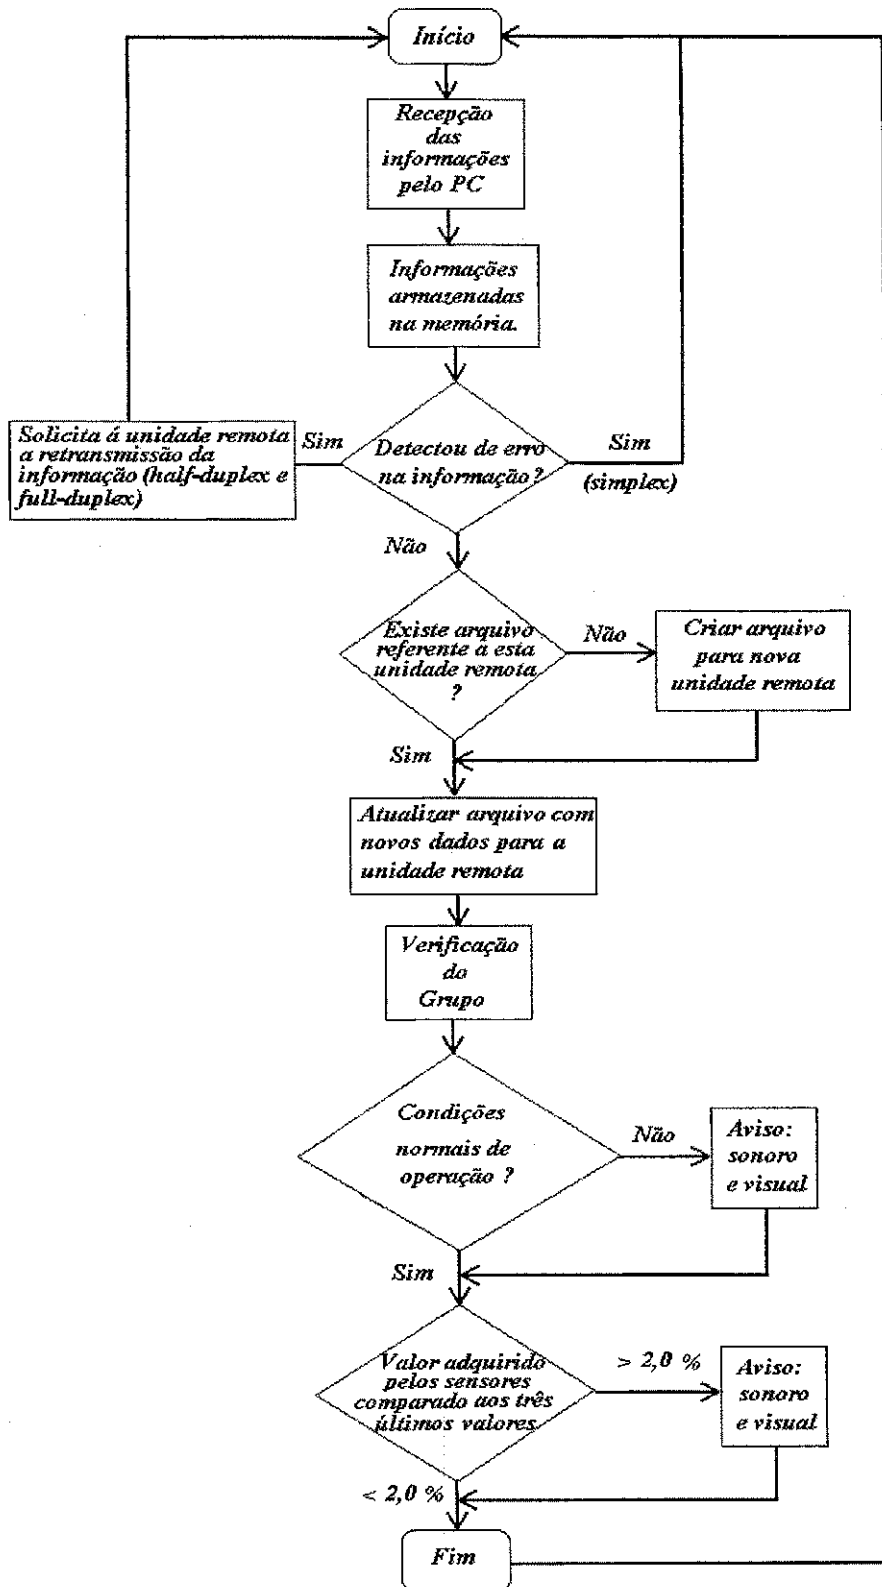 Início
Recepção
das
informações
pelo PC
Informações
armazenadas
na memória.
Solicita á unidade remota
a retransmissão da
informação (half-duplex e
full-duplex)
Sim
Detectou de erro
na informação ?
Sim
(simplex)
Não
Existe arquivo
referente a esta
unidade remota
?
Não
Criar arquivo
para nova
unidade remota
Sim
Atualizar arquivo com
novos dados para a
unidade remota
Verificação
do
Grupo
Condições
normais de
operação ?
Não
Aviso:
sonoro
e visual
Sim
Valor adquirido
pelos sensores
comparado aos três
últimos valores
> 2,0 %
Aviso:
sonoro
e visual
< 2,0 %
Fim